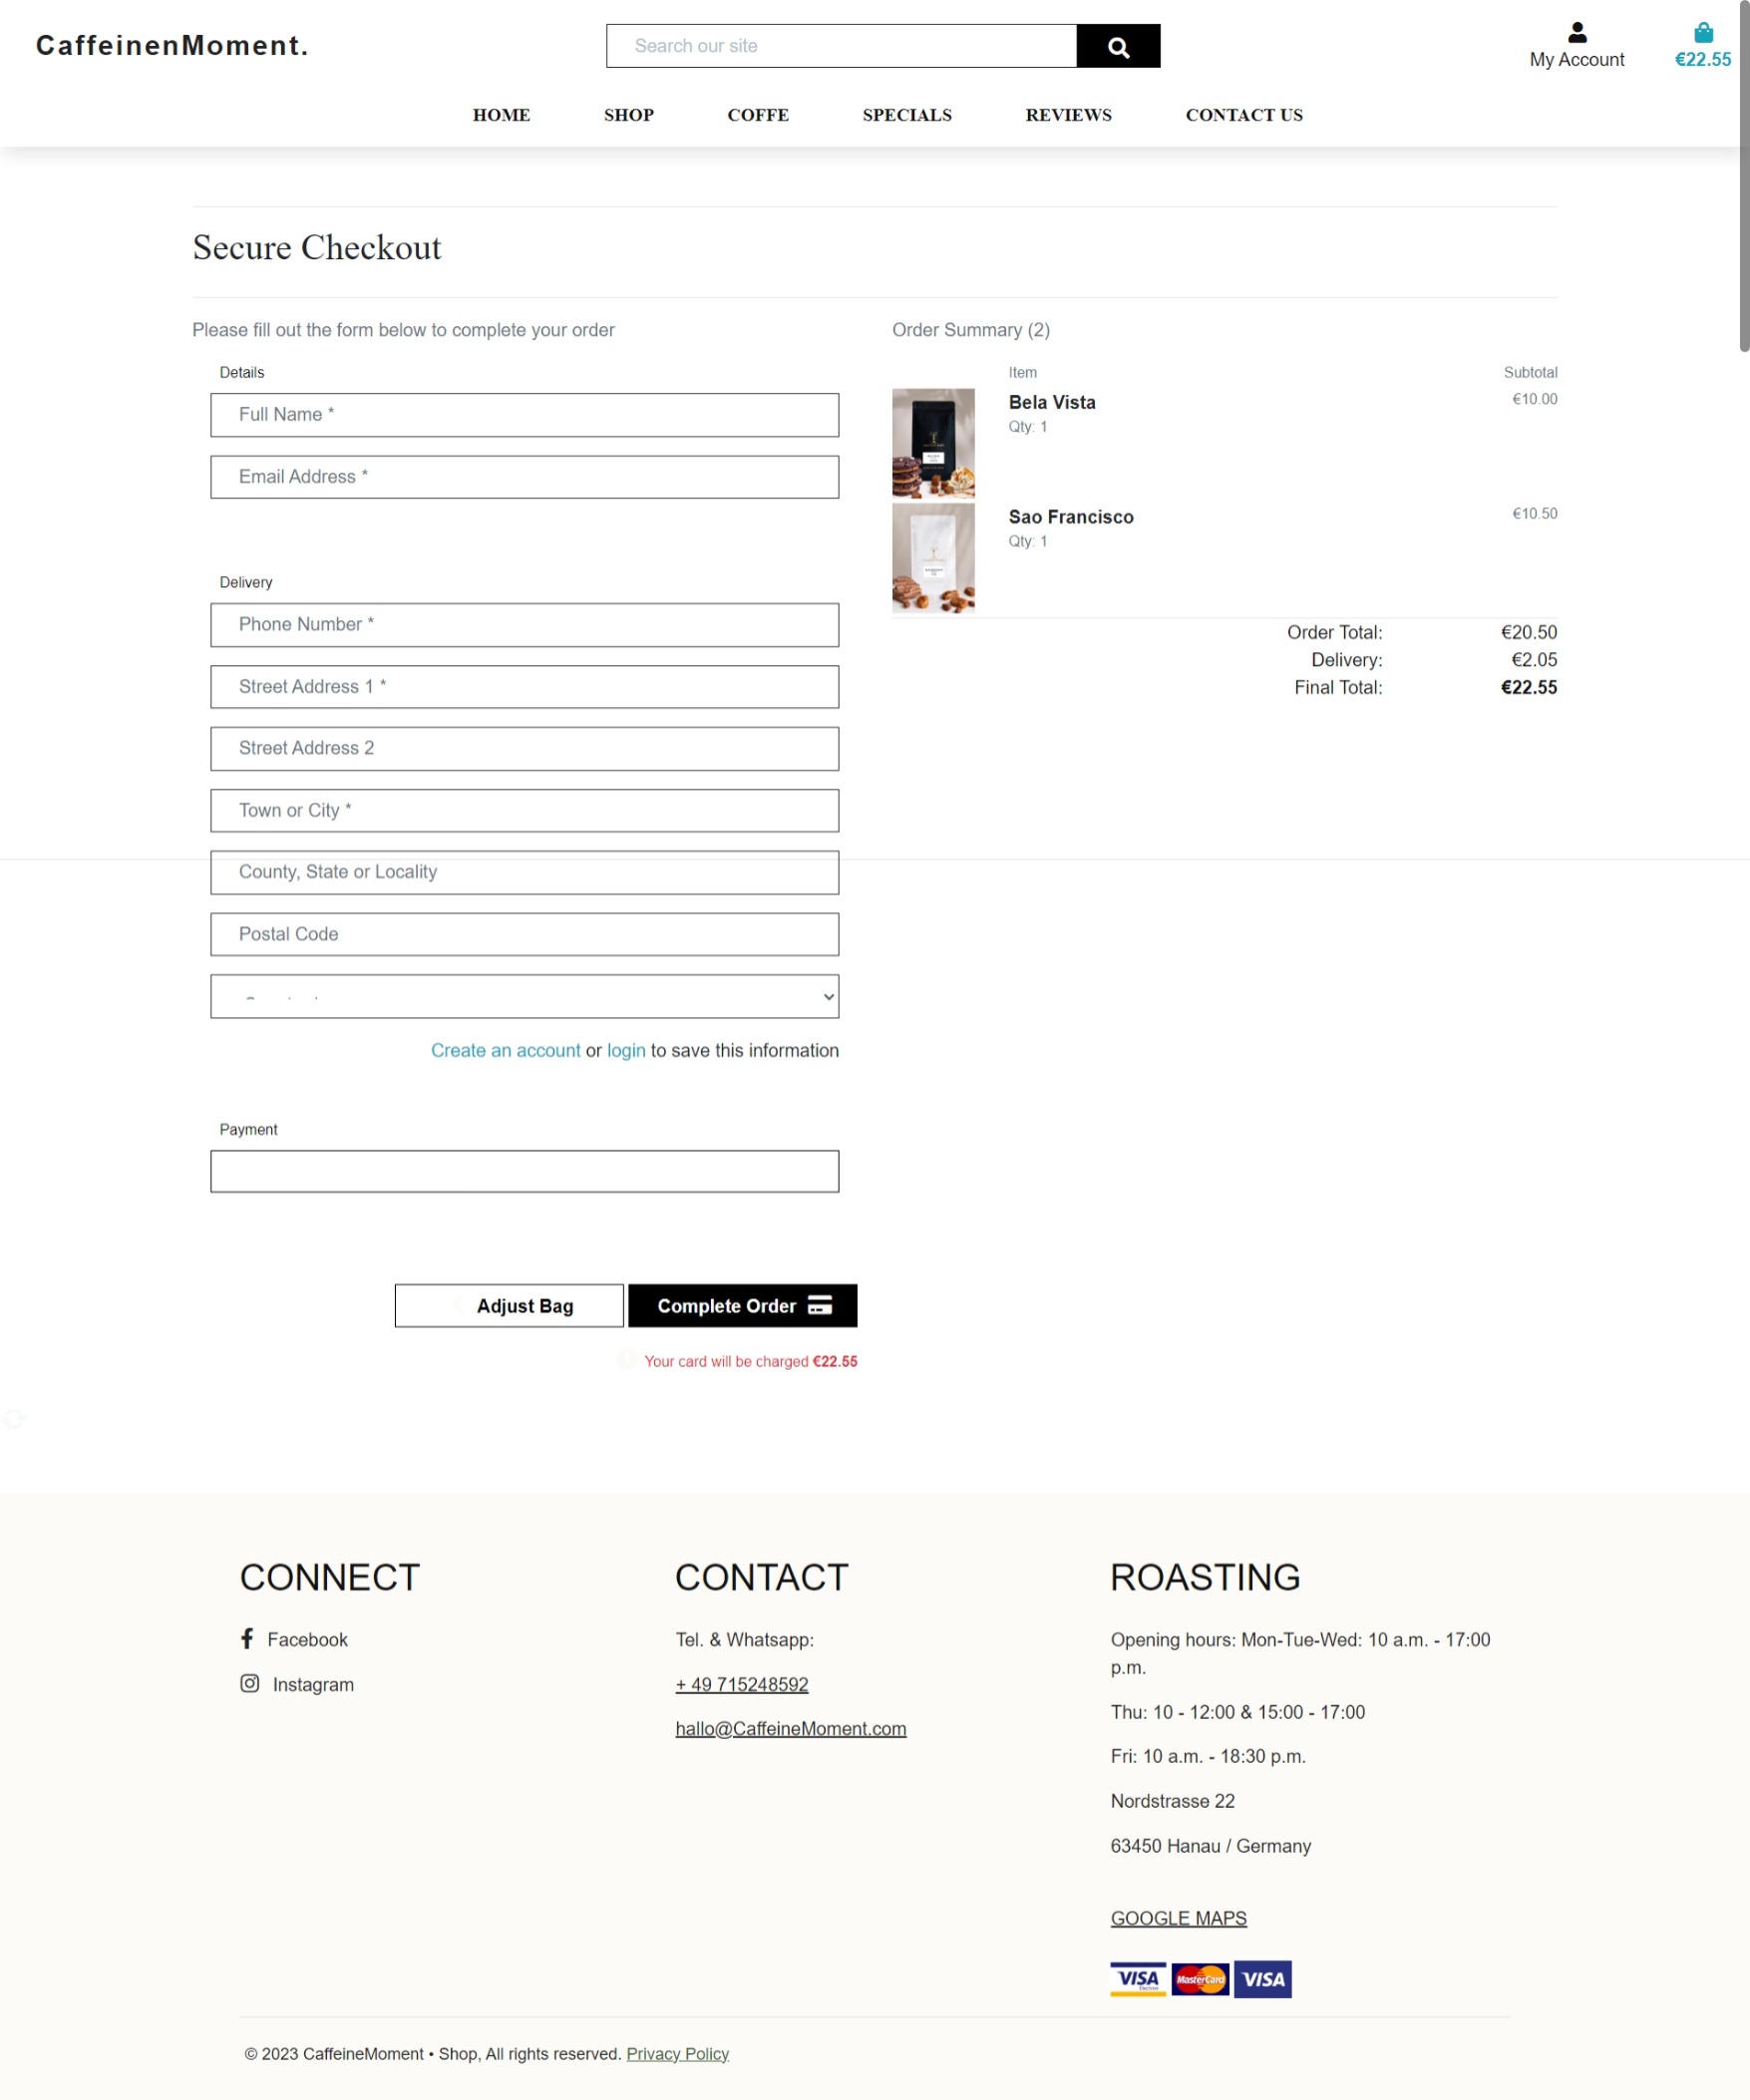 CaffeinenMoment.
Search our site
My Account
€22.55
HOME SHOP COFFE SPECIALS REVIEWS CONTACT US
Secure Checkout
Please fill out the form below to complete your order
Details
Full Name *
Email Address *
Delivery
Phone Number *
Street Address 1 *
Street Address 2
Town or City *
County, State or Locality
Postal Code
Create an account or login to save this information
Payment
Adjust Bag
Complete Order
Your card will be charged €22.55
Order Summary (2)
Item Subtotal
Bela Vista €10.00
Qty: 1
Sao Francisco €10.50
Qty: 1
Order Total: €20.50
Delivery: €2.05
Final Total: €22.55
CONNECT
Facebook
Instagram
CONTACT
Tel. & Whatsapp:
+ 49 715248592
hallo@CaffeineMoment.com
ROASTING
Opening hours: Mon-Tue-Wed: 10 a.m. - 17:00
p.m.
Thu: 10 - 12:00 & 15:00 - 17:00
Fri: 10 a.m. - 18:30 p.m.
Nordstrasse 22
63450 Hanau / Germany
GOOGLE MAPS
VISA MasterCard VISA
© 2023 CaffeineMoment • Shop, All rights reserved. Privacy Policy